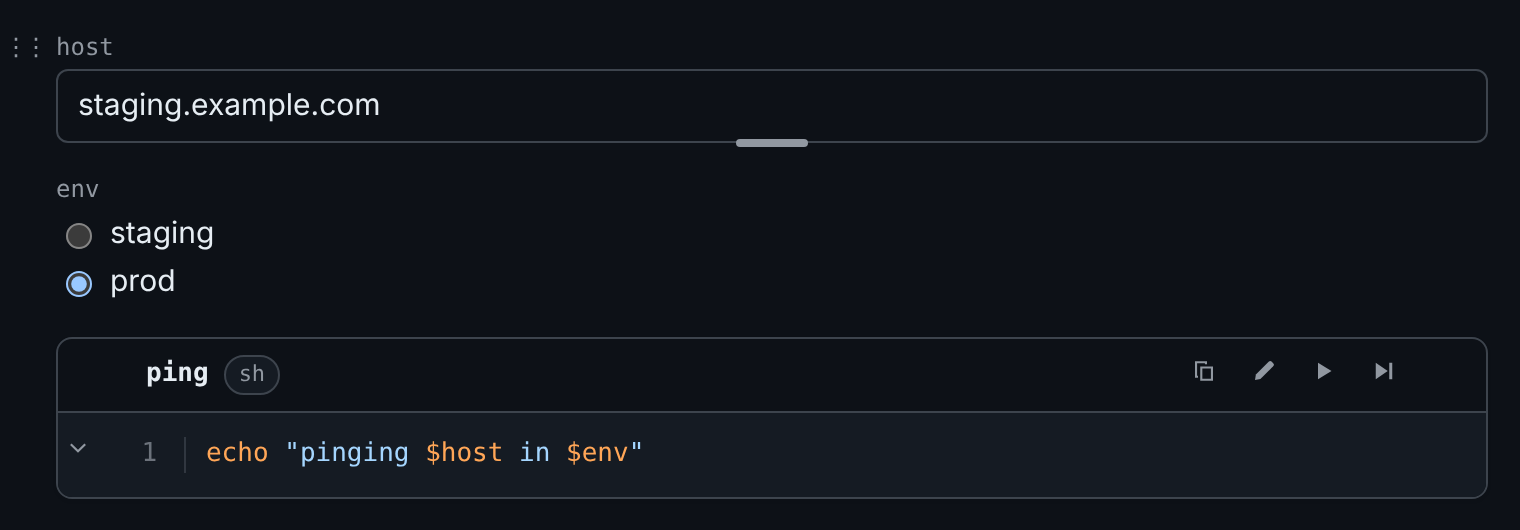 host
staging.example.com
env
staging
prod
ping sh
1 echo "pinging $host in $env"